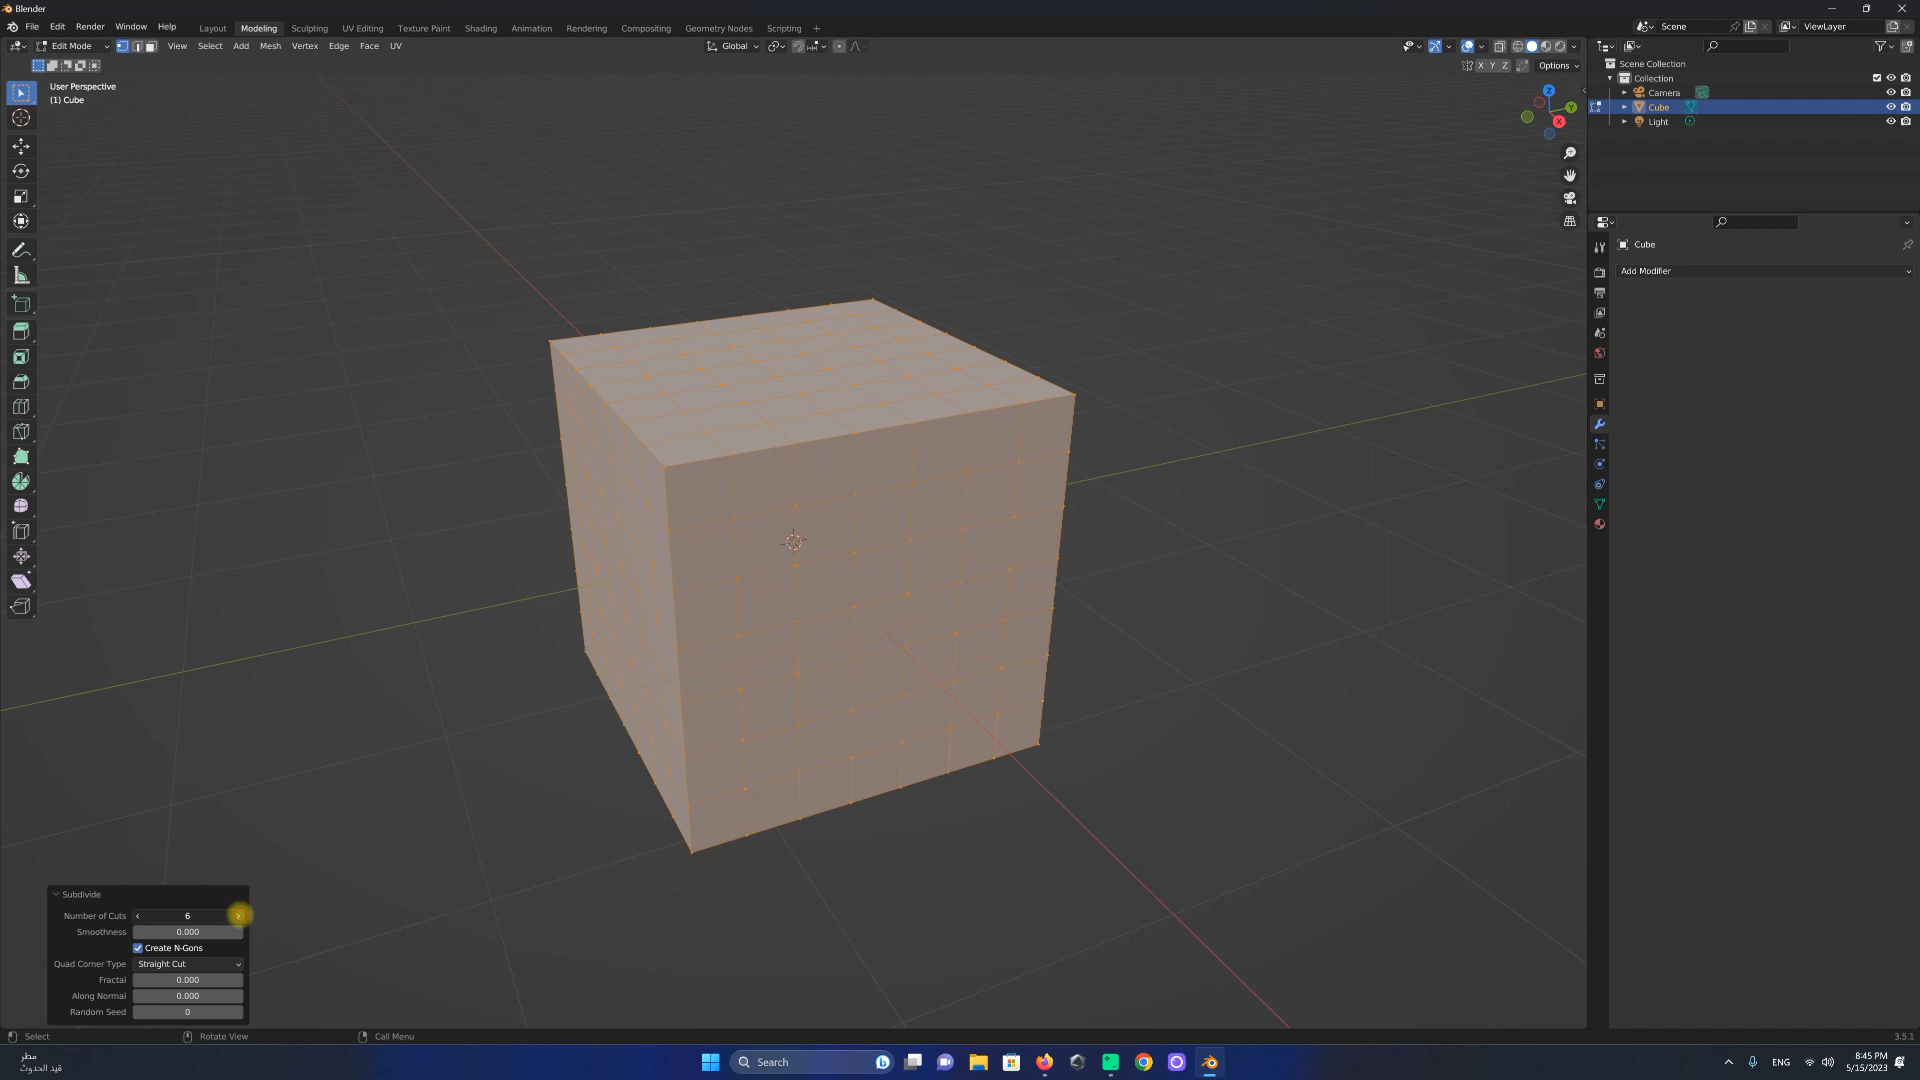 Blender
File Edit Render Window Help
Layout Modeling Sculpting UV Editing Texture Paint Shading Animation Rendering Compositing Geometry Nodes Scripting +
Scene
ViewLayer
Edit Mode
View Select Add Mesh Vertex Edge Face UV
Global
X Y Z
Options
User Perspective
(1) Cube
Z
Y
X
Scene Collection
Collection
Camera
Cube
Light
Cube
Add Modifier
Subdivide
Number of Cuts 6
Smoothness 0.000
Create N-Gons
Quad Corner Type Straight Cut
Fractal 0.000
Along Normal 0.000
Random Seed 0
Select
Rotate View
Call Menu
3.5.1
مطر
قيد الحدوث
Search
ENG
8:45 PM
5/15/2023